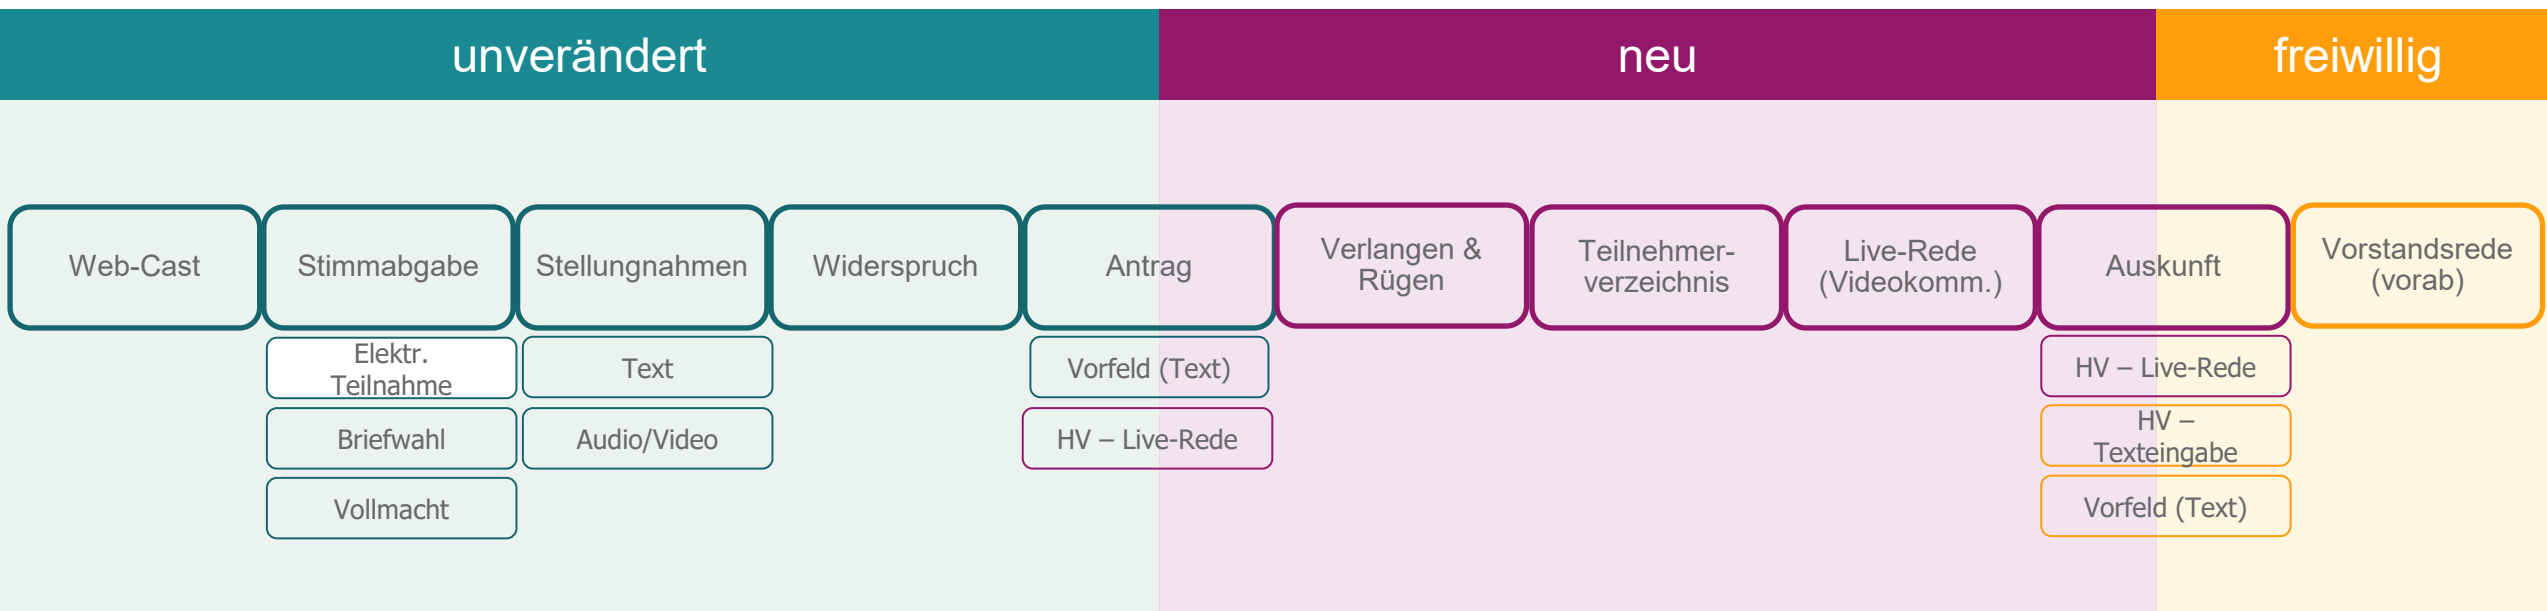 unverändert
neu
freiwillig
Web-Cast
Stimmabgabe
Elektr.
Teilnahme
Briefwahl
Vollmacht
Stellungnahmen
Text
Audio/Video
Widerspruch
Antrag
Vorfeld (Text)
HV – Live-Rede
Verlangen &
Rügen
Teilnehmer-
verzeichnis
Live-Rede
(Videokomm.)
Auskunft
HV – Live-Rede
HV –
Texteingabe
Vorfeld (Text)
Vorstandsrede
(vorab)